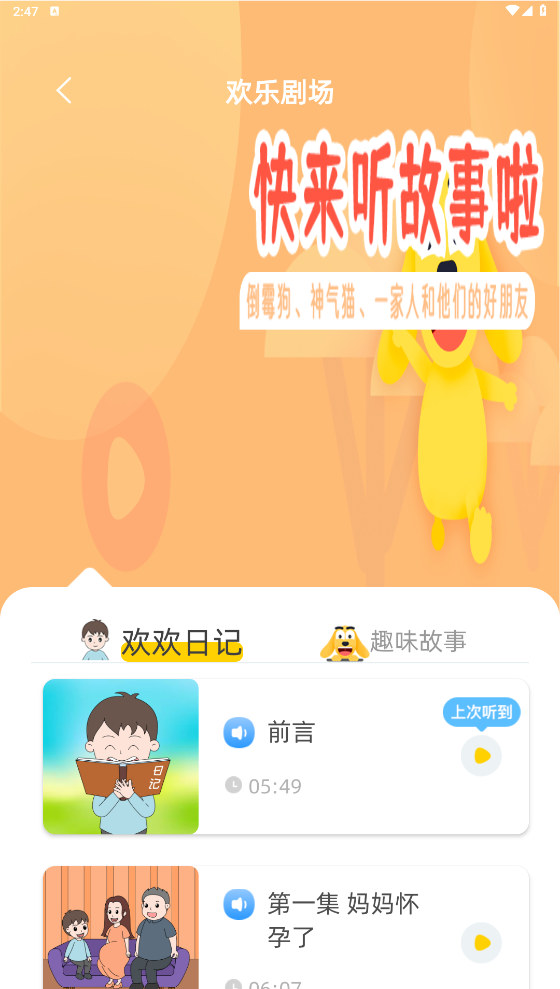 2:47
欢乐剧场
快来听故事啦
倒霉狗、神气猫、一家人和他们的好朋友
欢欢日记
趣味故事
上次听到
前言
日记
05:49
第一集 妈妈怀
孕了
06:07